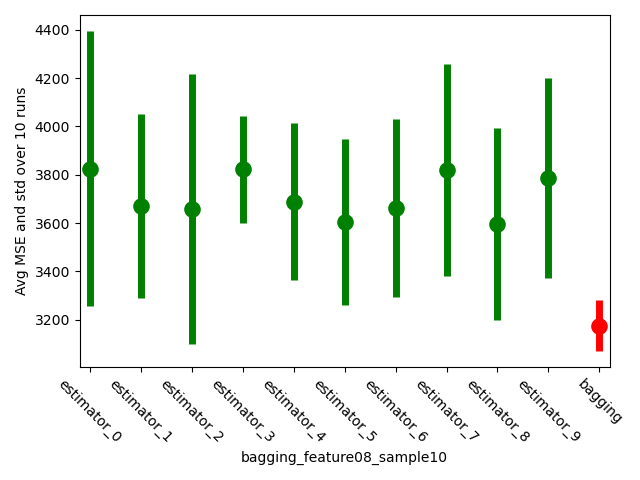 4400
4200
4000
3800
3600
3400
3200
Avg MSE and std over 10 runs
estimator_0
estimator_1
estimator_2
estimator_3
estimator_4
estimator_5
estimator_6
estimator_7
estimator_8
estimator_9
bagging
bagging_feature08_sample10